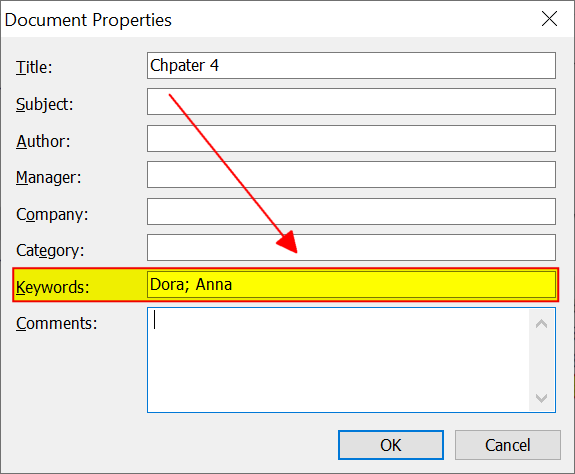 Document Properties
Title: Chpater 4
Subject:
Author:
Manager:
Company:
Category:
Keywords: Dora; Anna
Comments:
OK Cancel